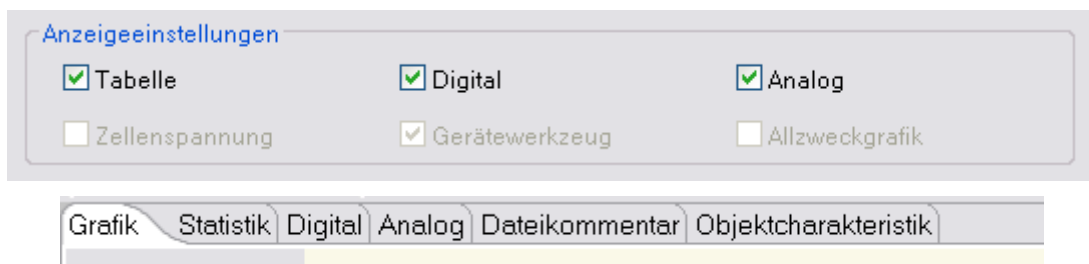 Anzeigeeinstellungen
Tabelle Digital Analog
Zellenspannung Gerätewerkzeug Allzweckgrafik
Grafik Statistik Digital Analog Dateikommentar Objektcharakteristik